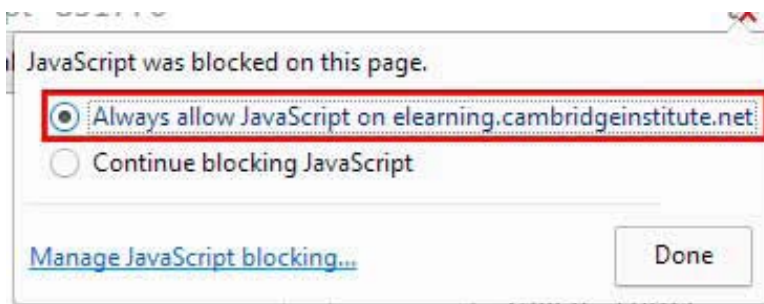 JavaScript was blocked on this page.
Always allow JavaScript on elearning.cambridgeinstitute.net
Continue blocking JavaScript
Manage JavaScript blocking...
Done